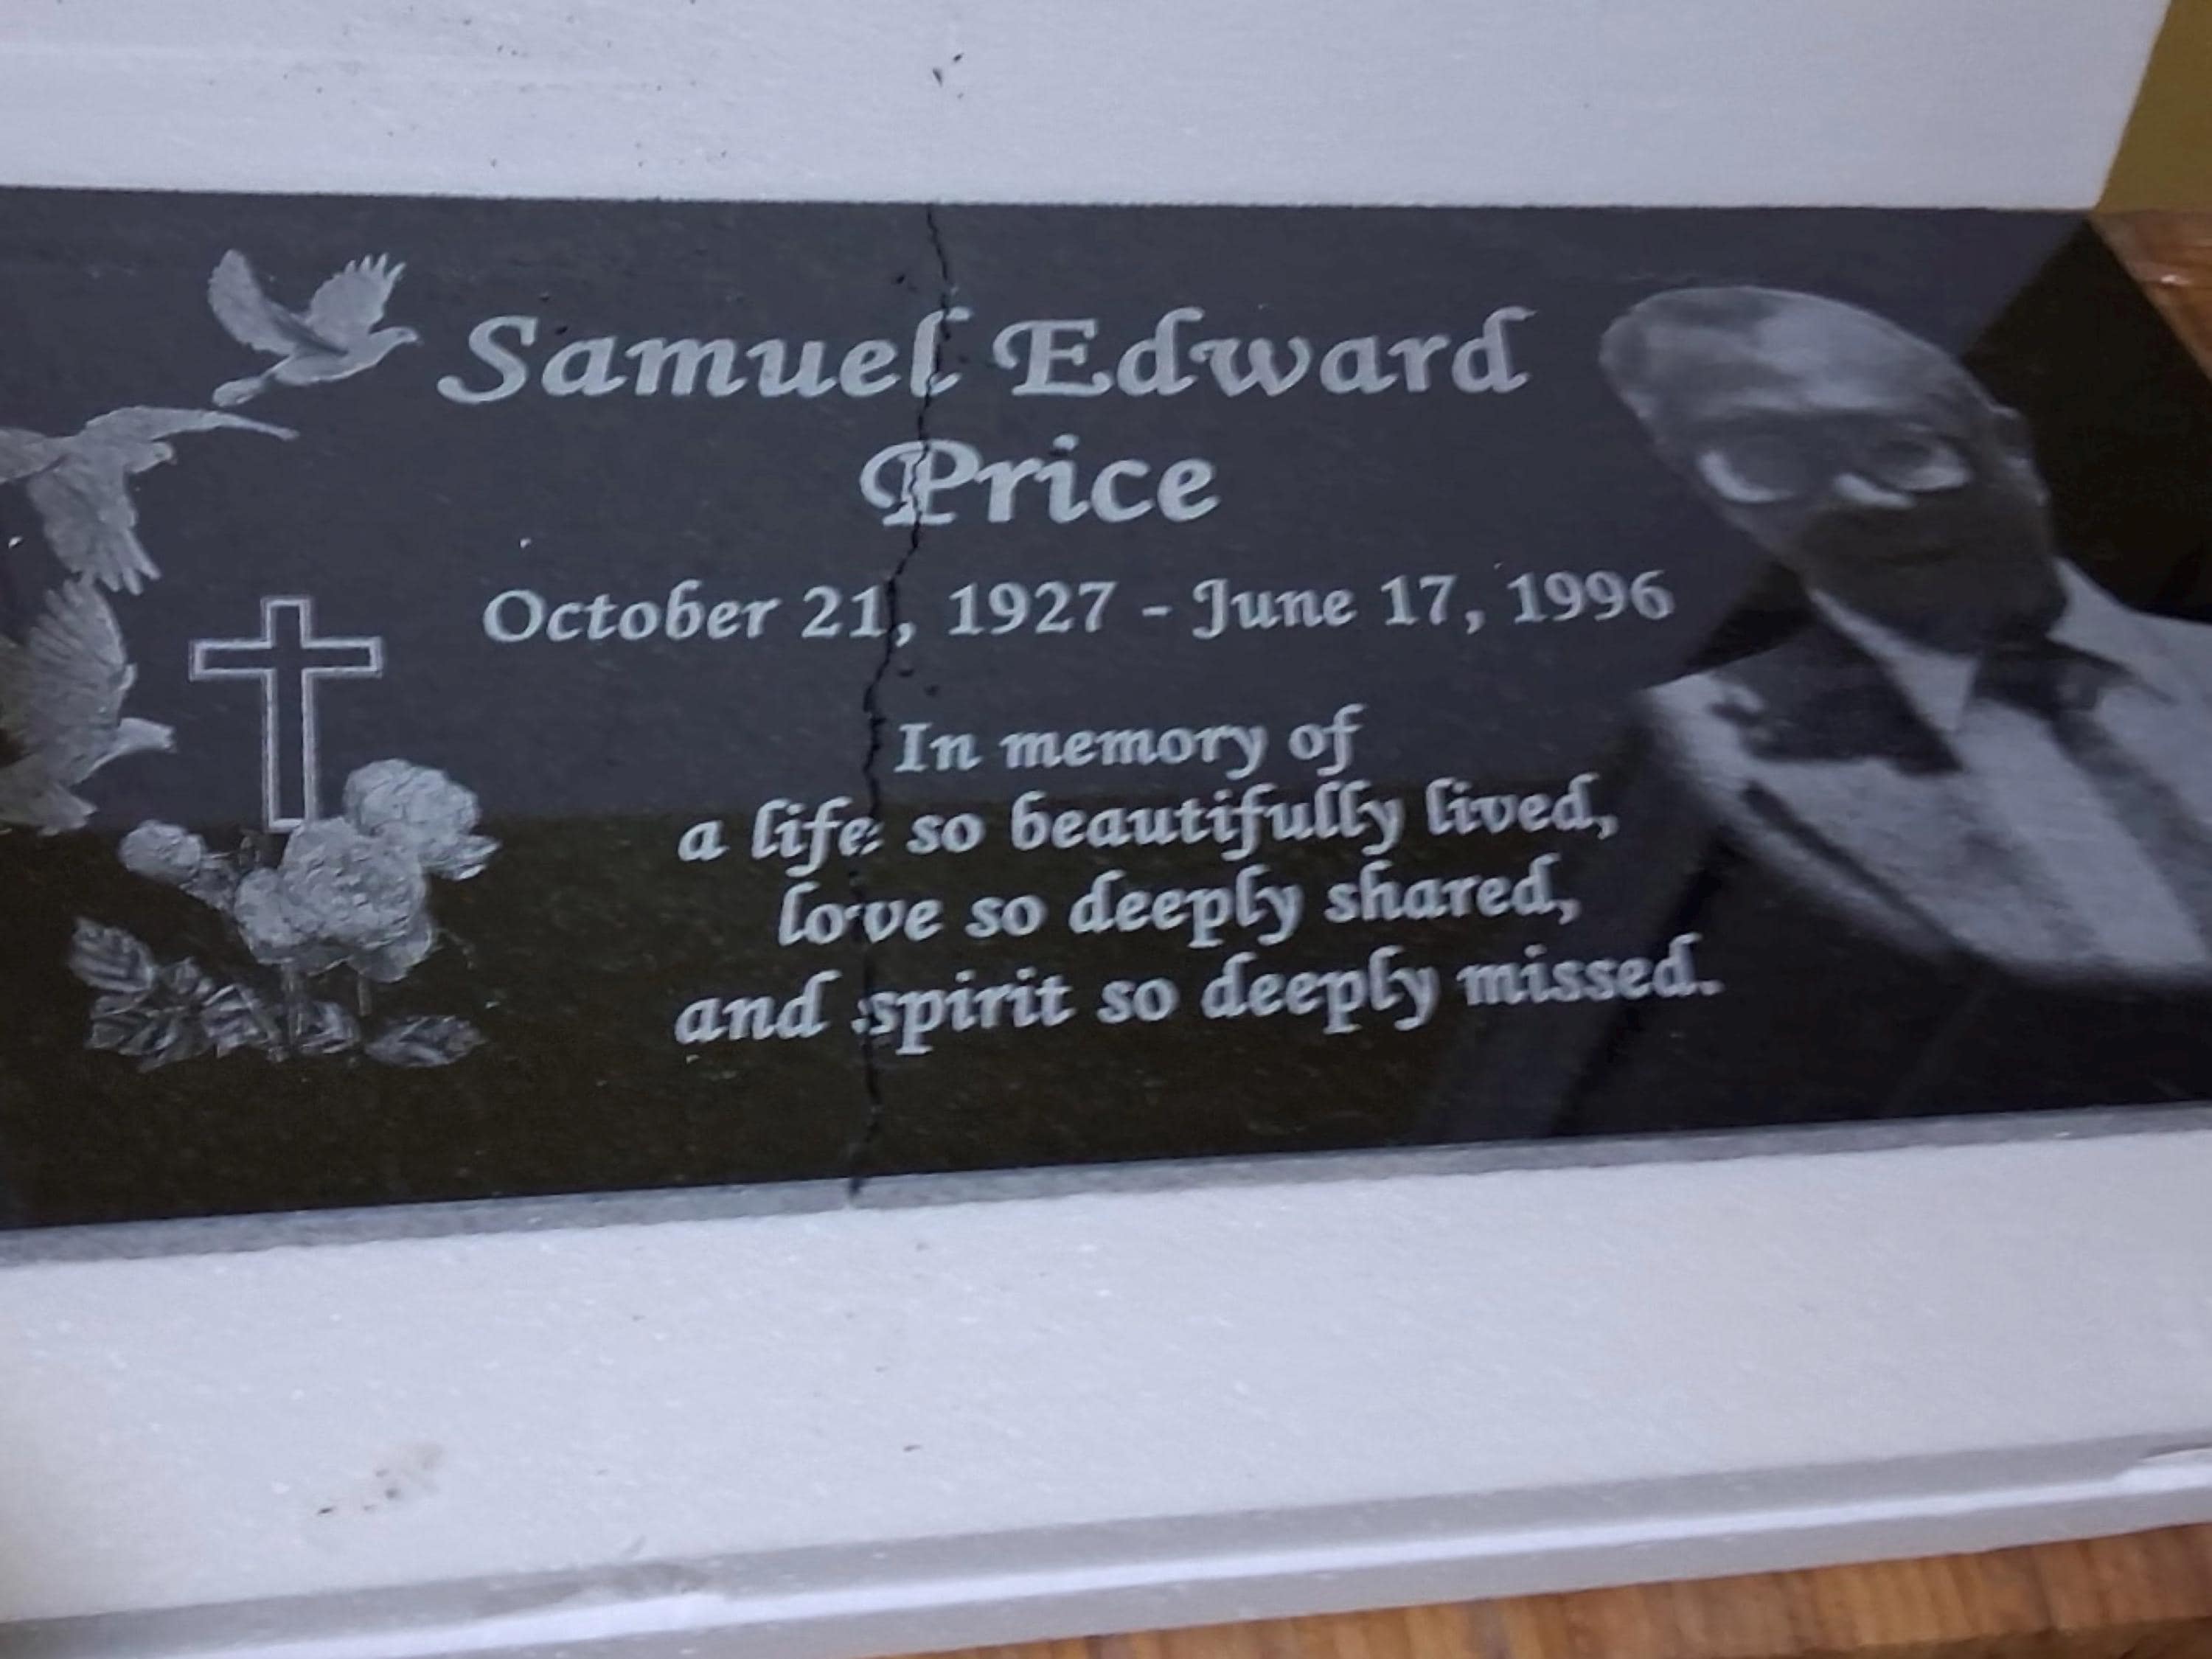 Samuel Edward
Price
October 21, 1927 - June 17, 1996
In memory of
a life so beautifully lived,
love so deeply shared,
and spirit so deeply missed.